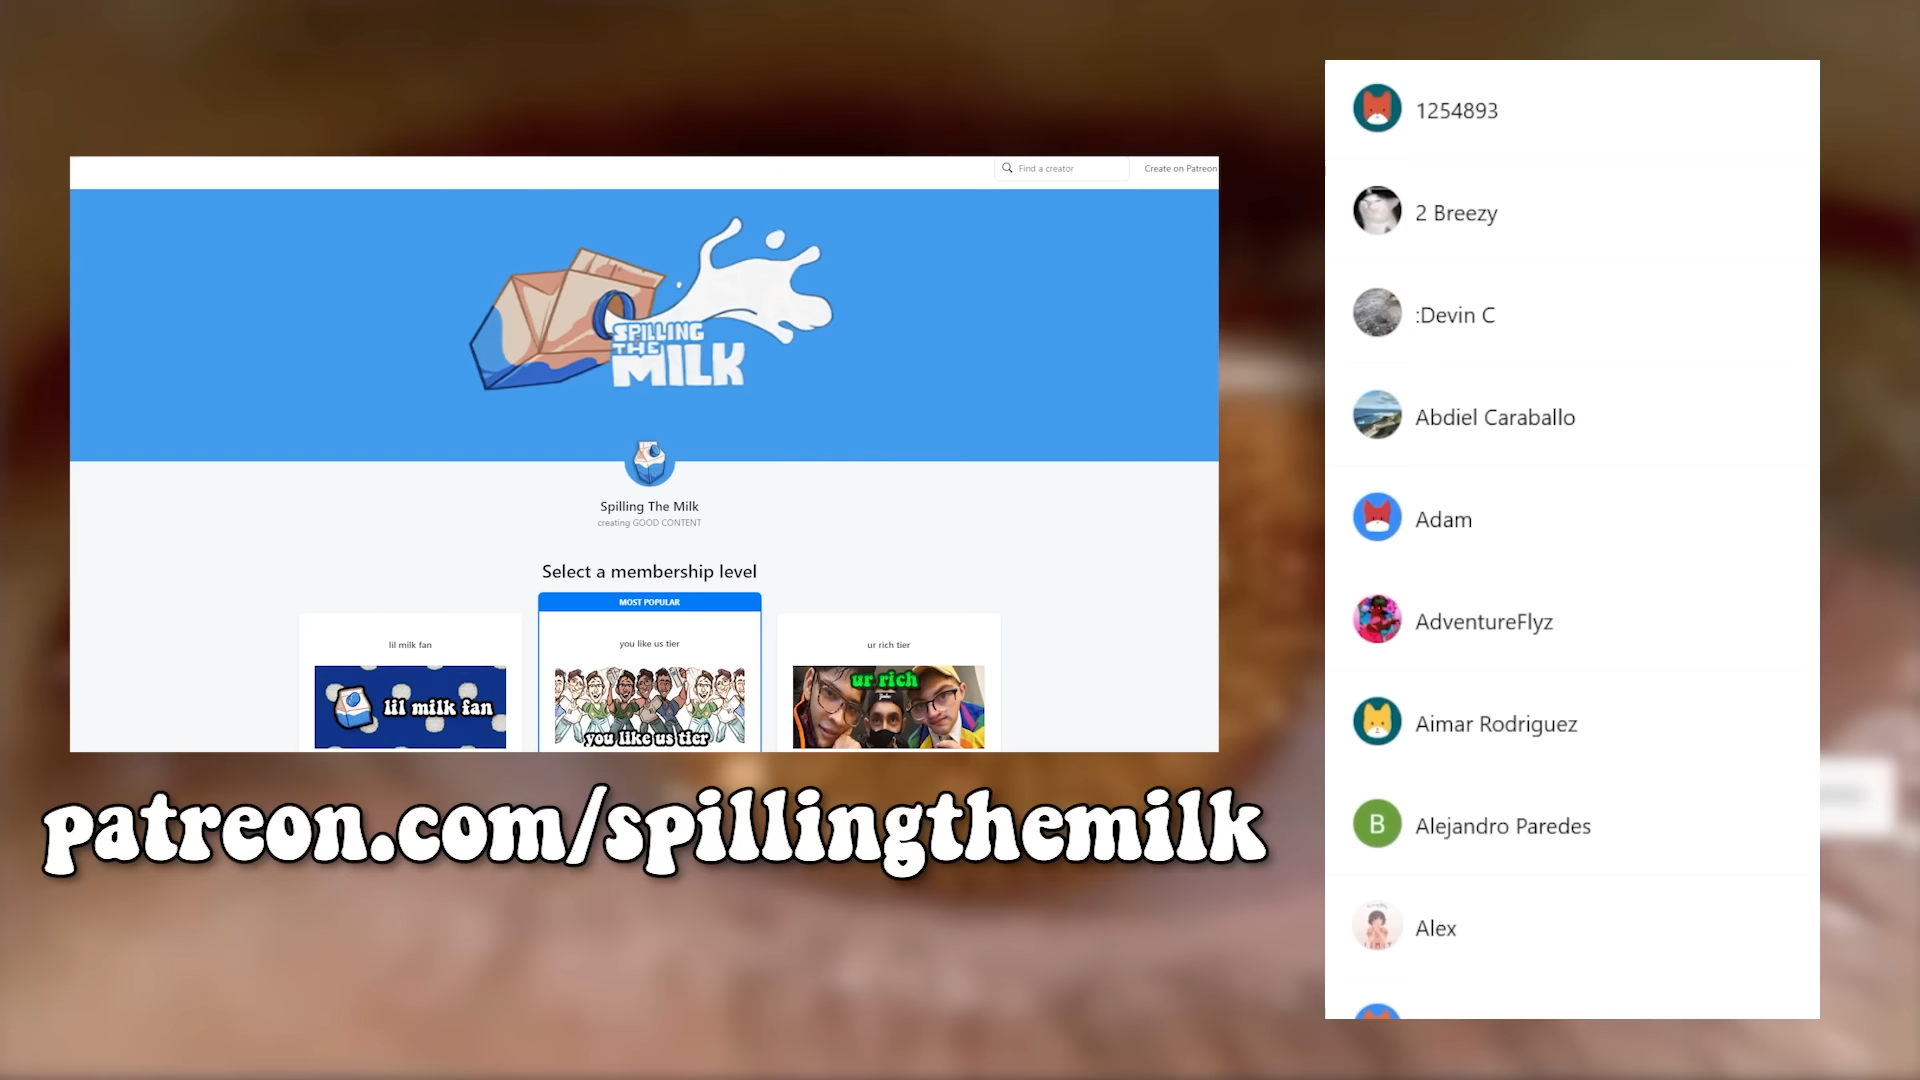 Find a creator
Create on Patreon
SPILLING
THE
MILK
Spilling The Milk
creating GOOD CONTENT
Select a membership level
MOST POPULAR
lil milk fan
you like us tier
ur rich tier
lil milk fan
you like us tier
ur rich
patreon.com/spillingthemilk
1254893
2 Breezy
:Devin C
Abdiel Caraballo
Adam
AdventureFlyz
Aimar Rodriguez
B
Alejandro Paredes
Alex